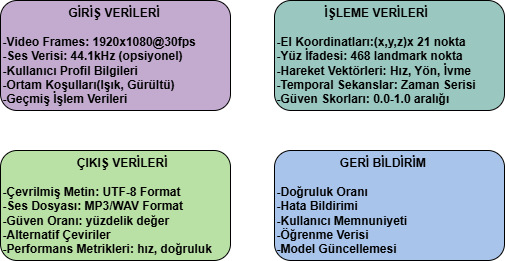 GİRİŞ VERİLERİ
-Video Frames: 1920x1080@30fps
-Ses Verisi: 44.1kHz (opsiyonel)
-Kullanıcı Profil Bilgileri
-Ortam Koşulları(Işık, Gürültü)
-Geçmiş İşlem Verileri
İŞLEME VERİLERİ
-El Koordinatları:(x,y,z)x 21 nokta
-Yüz İfadesi: 468 landmark nokta
-Hareket Vektörleri: Hız, Yön, İvme
-Temporal Sekanslar: Zaman Serisi
-Güven Skorları: 0.0-1.0 aralığı
ÇIKIŞ VERİLERİ
-Çevrilmiş Metin: UTF-8 Format
-Ses Dosyası: MP3/WAV Format
-Güven Oranı: yüzdelik değer
-Alternatif Çeviriler
-Performans Metrikleri: hız, doğruluk
GERİ BİLDİRİM
-Doğruluk Oranı
-Hata Bildirimi
-Kullanıcı Memnuniyeti
-Öğrenme Verisi
-Model Güncellemesi